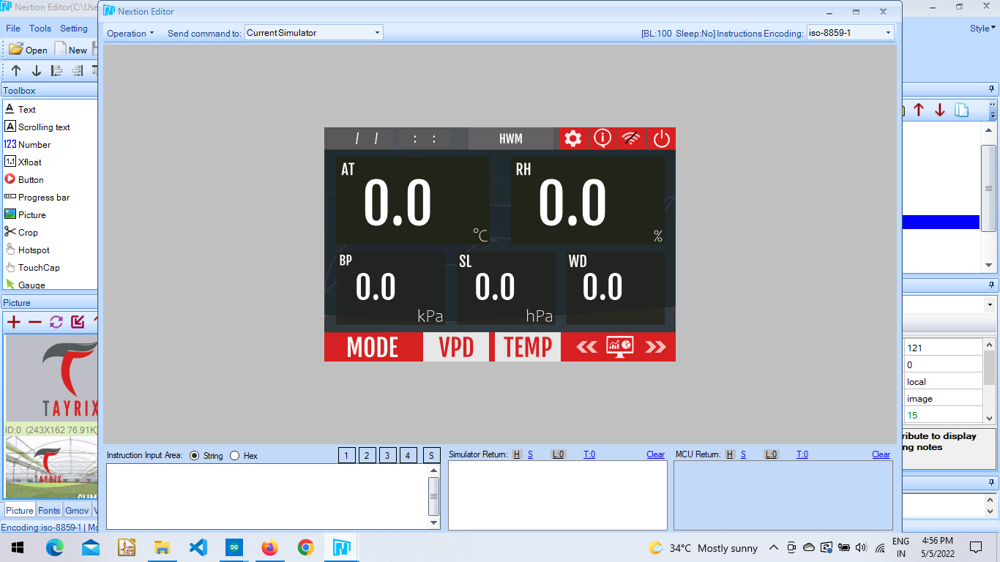 Nextion Editor(C:\Use
Nextion Editor
File Tools Setting
Style
Operation
Send command to: Current Simulator
[BL:100 Sleep:No] Instructions Encoding: iso-8859-1
Open New
Toolbox
Text
Scrolling text
123 Number
1.1 Xfloat
Button
Progress bar
Picture
Crop
Hotspot
TouchCap
Gauge
/ / : : HWM
AT 0.0 °C
RH 0.0 %
BP 0.0 kPa
SL 0.0 hPa
WD 0.0
MODE VPD TEMP << >>
Picture
TAYRIX
ID:0 (243X162 76.91K)
TAYRIX
Picture Fonts Gmov
Encoding:iso-8859-1 | Mo
121
0
local
image
15
ribute to display
ng notes
Instruction Input Area: String Hex 1 2 3 4 S
Simulator Return: H S L:0 T:0 Clear
MCU Return: H S L:0 T:0 Clear
34°C Mostly sunny
ENG
IN
4:56 PM
5/5/2022